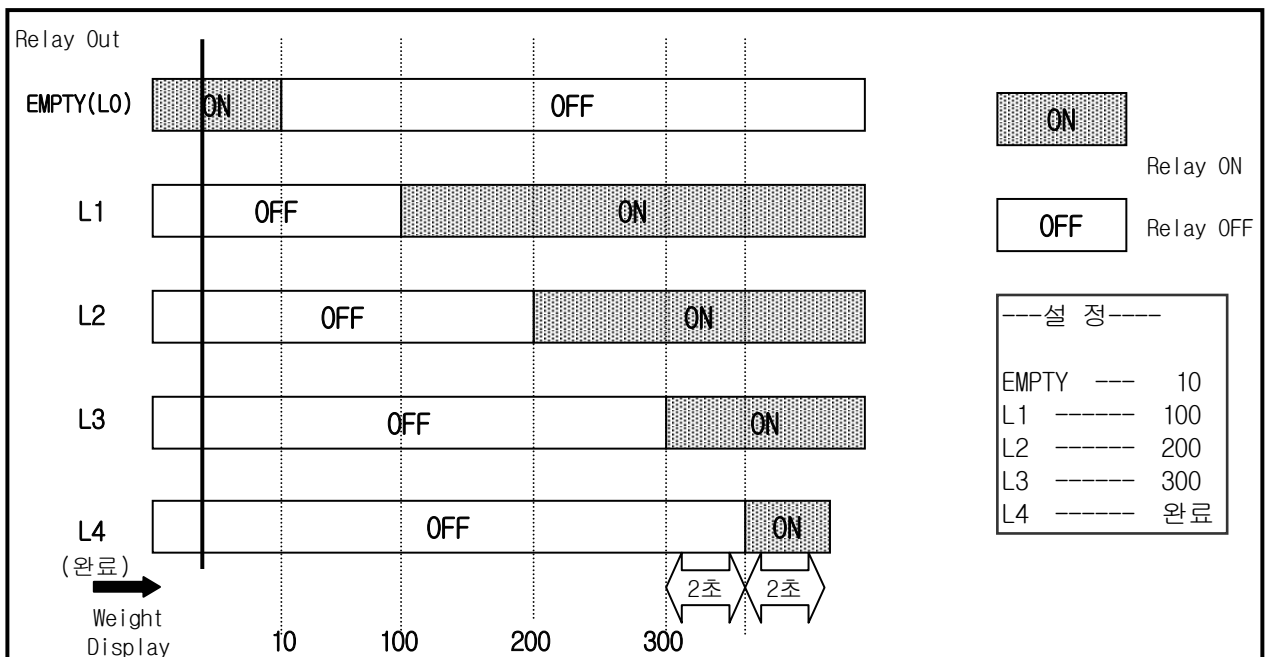 Relay Out
EMPTY(L0)
ON
OFF
ON
Relay ON
L1
OFF
ON
OFF
Relay OFF
L2
OFF
ON
---설 정----
EMPTY --- 10
L1 ------ 100
L2 ------ 200
L3 ------ 300
L4 ------ 완료
L3
OFF
ON
L4
(완료)
OFF
ON
2초
2초
Weight
Display
10
100
200
300